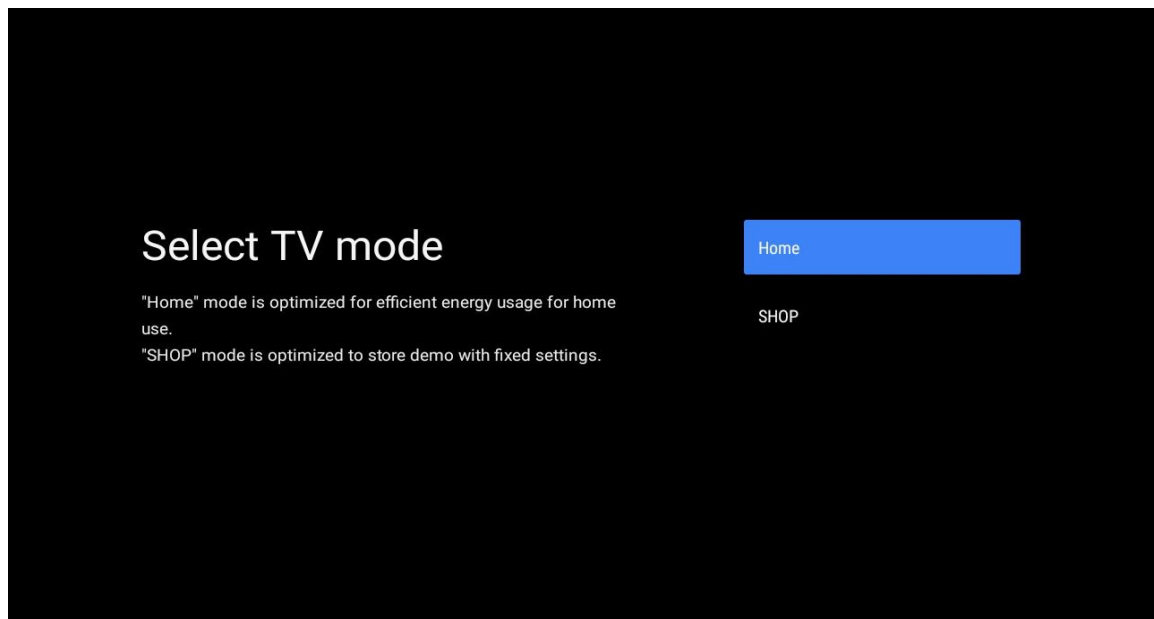 Select TV mode
"Home" mode is optimized for efficient energy usage for home
use.
"SHOP" mode is optimized to store demo with fixed settings.
Home
SHOP